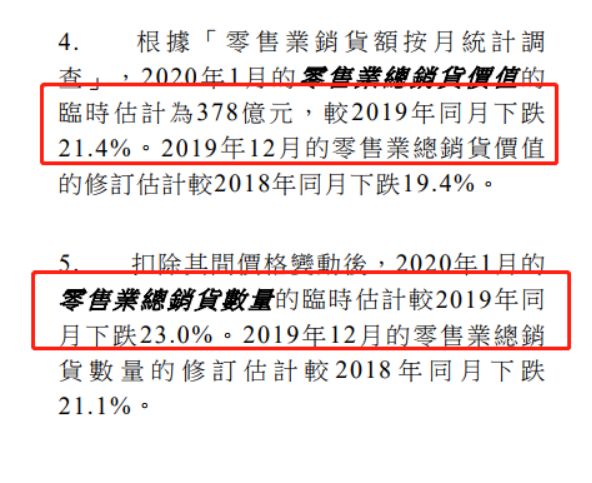 4. 根據「零售業銷貨額按月統計調
查」，2020年1月的零售業總銷貨價值的
臨時估計為378億元，較2019年同月下跌
21.4%。2019年12月的零售業總銷貨價值
的修訂估計較2018年同月下跌19.4%。
5. 扣除其間價格變動後，2020年1月的
零售業總銷貨數量的臨時估計較2019年同
月下跌23.0%。2019年12月的零售業總銷
貨數量的修訂估計較2018年同月下跌
21.1%。